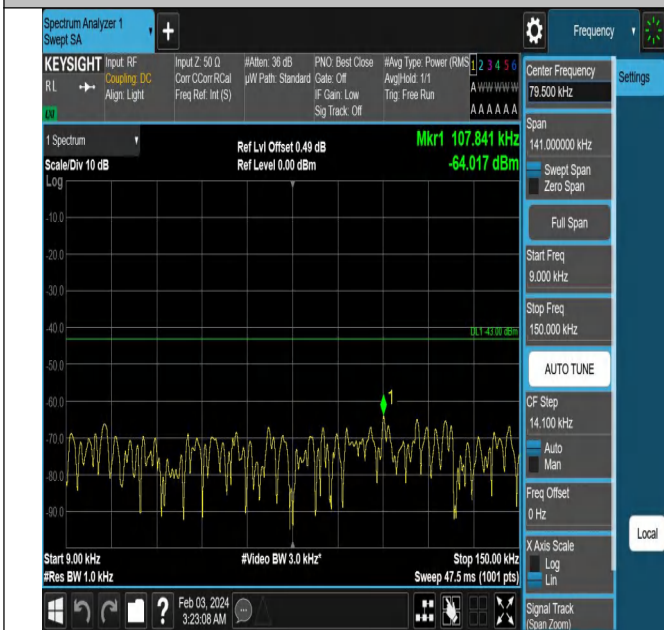 Spectrum Analyzer 1
Swept SA
+
Frequency
KEYSIGHT
RL
Input: RF
Coupling: DC
Align: Light
Input Z: 50 Ω
Corr CCorr RCal
Freq Ref: Int (S)
#Atten: 36 dB
µW Path: Standard
PNO: Best Close
Gate: Off
IF Gain: Low
Sig Track: Off
#Avg Type: Power (RMS
Avg|Hold: 1/1
Trig: Free Run
1 2 3 4 5 6
A W W W W W
A A A A A A
1 Spectrum
Scale/Div 10 dB
Ref Lvl Offset 0.49 dB
Ref Level 0.00 dBm
Mkr1 107.841 kHz
-64.017 dBm
Log
-10.0
-20.0
-30.0
-40.0
DL1 -43.00 dBm
-50.0
-60.0
1
-70.0
-80.0
-90.0
Start 9.00 kHz
#Video BW 3.0 kHz*
Stop 150.00 kHz
#Res BW 1.0 kHz
Sweep 47.5 ms (1001 pts)
?
Feb 03, 2024
3:23:08 AM
Center Frequency
79.500 kHz
Settings
Span
141.000000 kHz
Swept Span
Zero Span
Full Span
Start Freq
9.000 kHz
Stop Freq
150.000 kHz
AUTO TUNE
CF Step
14.100 kHz
Auto
Man
Freq Offset
0 Hz
Local
X Axis Scale
Log
Lin
Signal Track
(Span Zoom)